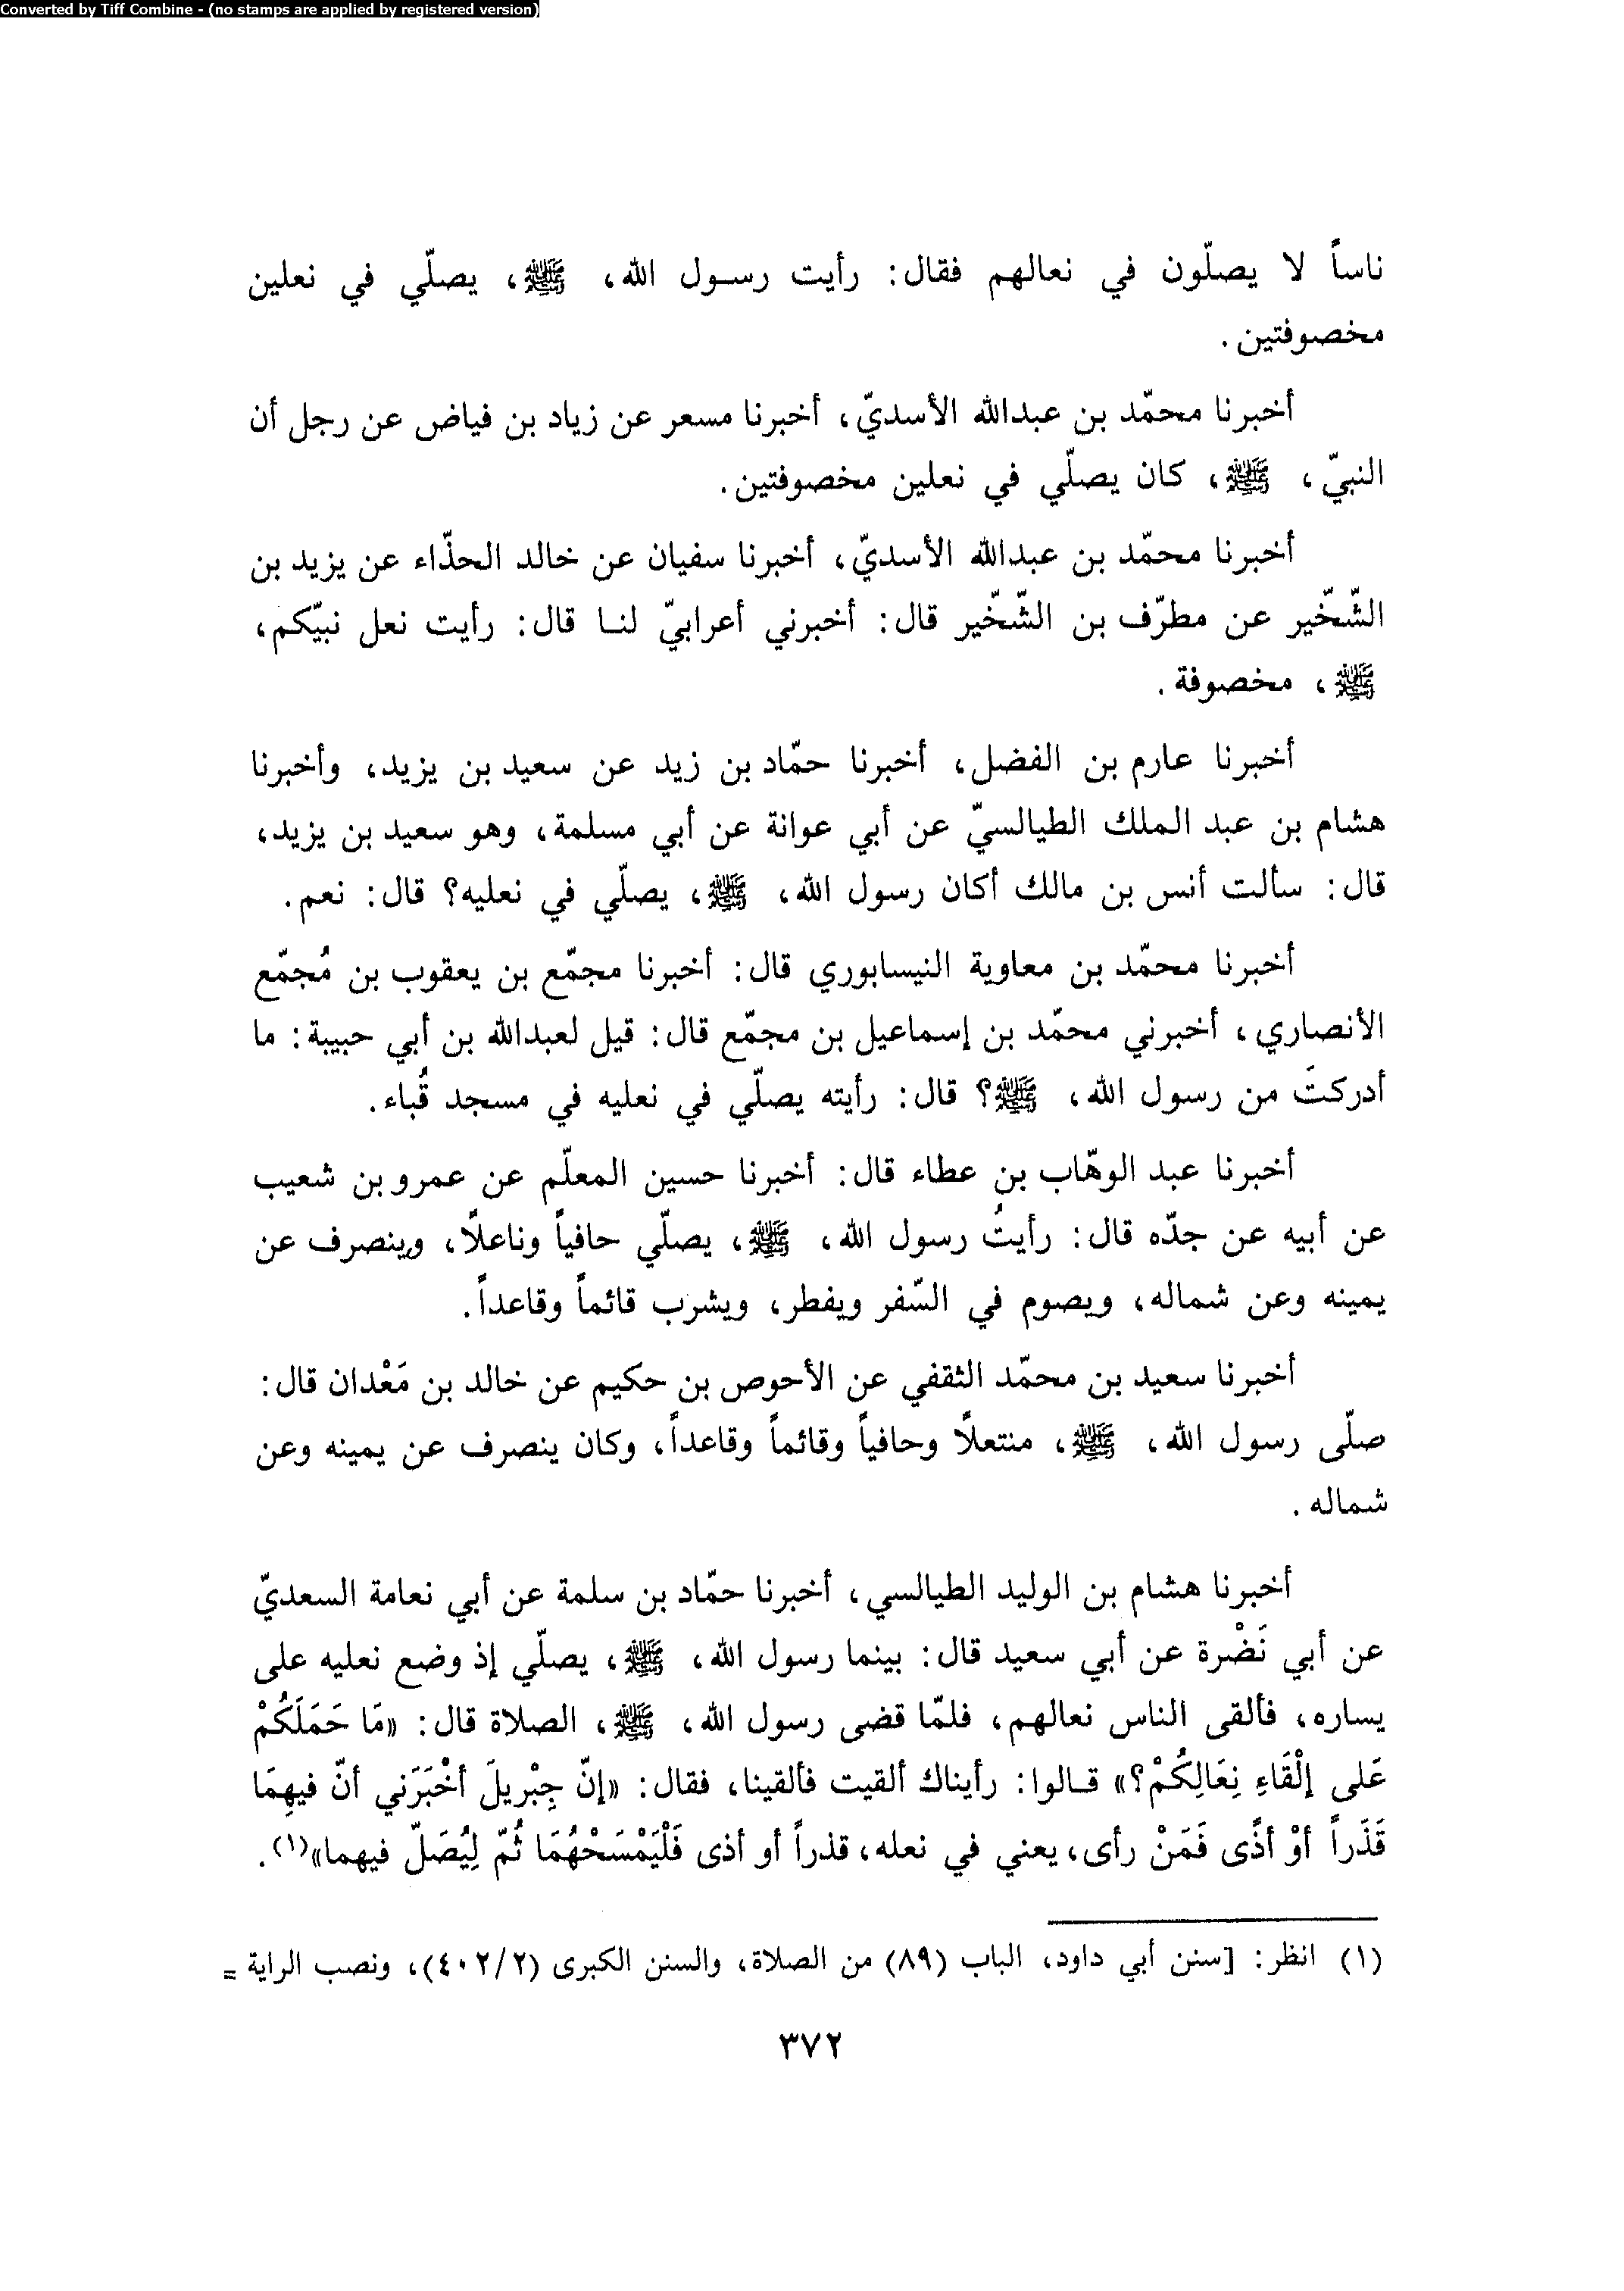 Converted by Tiff Combine - (no stamps are applied by registered version)
ناساً لا يصلّون في نعالهم فقال: رأيت رسول الله، ﷺ، يصلّي في نعلين
مخصوفتين.
أخبرنا محمّد بن عبدالله الأسديّ، أخبرنا مسعر عن زياد بن فياض عن رجل أن
النبيّ، ﷺ، كان يصلّي في نعلين مخصوفتين.
أخبرنا محمّد بن عبدالله الأسديّ، أخبرنا سفيان عن خالد الحذّاء عن يزيد بن
الشّخّير عن مطرّف بن الشّخّير قال: أخبرني أعرابيّ لنا قال: رأيت نعل نبيّكم،
ﷺ، مخصوفة.
أخبرنا عارم بن الفضل، أخبرنا حمّاد بن زيد عن سعيد بن يزيد، وأخبرنا
هشام بن عبد الملك الطيالسيّ عن أبي عوانة عن أبي مسلمة، وهو سعيد بن يزيد،
قال: سألت أنس بن مالك أكان رسول الله، ﷺ، يصلّي في نعليه؟ قال: نعم.
أخبرنا محمّد بن معاوية النيسابوري قال: أخبرنا مجمّع بن يعقوب بن مُجمّع
الأنصاري، أخبرني محمّد بن إسماعيل بن مجمّع قال: قيل لعبدالله بن أبي حبيبة: ما
أدركتَ من رسول الله، ﷺ؟ قال: رأيته يصلّي في نعليه في مسجد قُباء.
أخبرنا عبد الوهّاب بن عطاء قال: أخبرنا حسين المعلّم عن عمرو بن شعيب
عن أبيه عن جدّه قال: رأيتُ رسول الله، ﷺ، يصلّي حافياً وناعلًا، وينصرف عن
يمينه وعن شماله، ويصوم في السّفر ويفطر، ويشرب قائماً وقاعداً.
أخبرنا سعيد بن محمّد الثقفي عن الأحوص بن حكيم عن خالد بن مَعْدان قال:
صلّى رسول الله، ﷺ، منتعلًا وحافياً وقائماً وقاعداً، وكان ينصرف عن يمينه وعن
شماله.
أخبرنا هشام بن الوليد الطيالسي، أخبرنا حمّاد بن سلمة عن أبي نعامة السعديّ
عن أبي نَضْرة عن أبي سعيد قال: بينما رسول الله، ﷺ، يصلّي إذ وضع نعليه على
يساره، فألقى الناس نعالهم، فلمّا قضى رسول الله، ﷺ، الصلاة قال: «مَا حَمَلَكُمْ
عَلى إلْقَاءِ نِعَالِكُمْ؟» قالوا: رأيناك ألقيت فألقينا، فقال: «إنّ جِبْريلَ أخْبَرَني أنّ فيهِمَا
قَذَراً أوْ أذًى فَمَنْ رأى، يعني في نعله، قذراً أو أذى فَلْيَمْسَحْهُمَا ثُمّ لِيُصَلّ فيهما»(١).
(١) انظر: [سنن أبي داود، الباب (٨٩) من الصلاة، والسنن الكبرى (٤٠٢/٢)، ونصب الراية =
٣٧٢